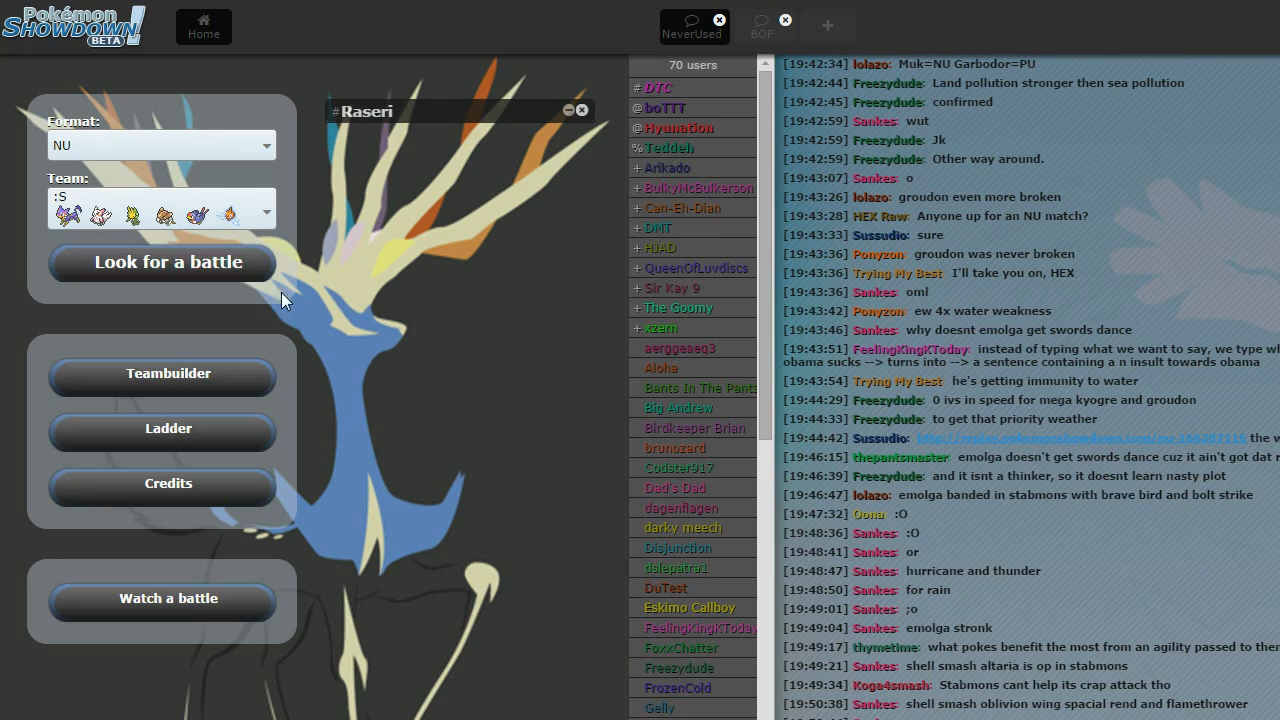 Pokémon
SHOWDOWN!
BETA
Home
NeverUsed
BOF
Format:
NU
Team:
:S
Look for a battle
Teambuilder
Ladder
Credits
Watch a battle
#Raseri
70 users
# DTC
@ boTTT
@ Hyunation
% Teddeh
+ Arikado
+ BulkyMcBulkerson
+ Can-Eh-Dian
+ DMT
+ HJAD
+ QueenOfLuvdiscs
+ Sir Kay 9
+ The Goomy
+ xzern
aerggeaeq3
Aloha
Bants In The Pants
Big Andrew
Birdkeeper Brian
brunozard
Codster917
Dad's Dad
dagenflagen
darky meech
Disjunction
dslepatra1
DuTest
Eskimo Callboy
FeelingKingKToday
FoxxChatter
Freezydude
FrozenCold
Gelly
[19:42:34] lolazo: Muk=NU Garbodor=PU
[19:42:44] Freezydude: Land pollution stronger then sea pollution
[19:42:45] Freezydude: confirmed
[19:42:59] Sankes: wut
[19:42:59] Freezydude: Jk
[19:42:59] Freezydude: Other way around.
[19:43:07] Sankes: o
[19:43:26] lolazo: groudon even more broken
[19:43:28] HEX Raw: Anyone up for an NU match?
[19:43:33] Sussudio: sure
[19:43:36] Ponyzon: groudon was never broken
[19:43:36] Trying My Best: I'll take you on, HEX
[19:43:36] Sankes: oml
[19:43:42] Ponyzon: ew 4x water weakness
[19:43:46] Sankes: why doesnt emolga get swords dance
[19:43:51] FeelingKingKToday: instead of typing what we want to say, we type
obama sucks --> turns into --> a sentence containing a n insult towards obama
[19:43:54] Trying My Best: he's getting immunity to water
[19:44:29] Freezydude: 0 ivs in speed for mega kyogre and groudon
[19:44:33] Freezydude: to get that priority weather
[19:44:42] Sussudio: http://replay.pokemonshowdown.com/nu-166207116 the
[19:46:15] thepantsmaster: emolga doesn't get swords dance cuz it ain't got dat
[19:46:39] Freezydude: and it isnt a thinker, so it doesnt learn nasty plot
[19:46:47] lolazo: emolga banded in stabmons with brave bird and bolt strike
[19:47:32] Oona: :O
[19:48:36] Sankes: :O
[19:48:41] Sankes: or
[19:48:47] Sankes: hurricane and thunder
[19:48:50] Sankes: for rain
[19:49:01] Sankes: ;o
[19:49:04] Sankes: emolga stronk
[19:49:17] thymetime: what pokes benefit the most from an agility passed to
[19:49:21] Sankes: shell smash altaria is op in stabmons
[19:49:34] Koga4smash: Stabmons cant help its crap attack tho
[19:50:38] Sankes: shell smash oblivion wing spacial rend and flamethrower